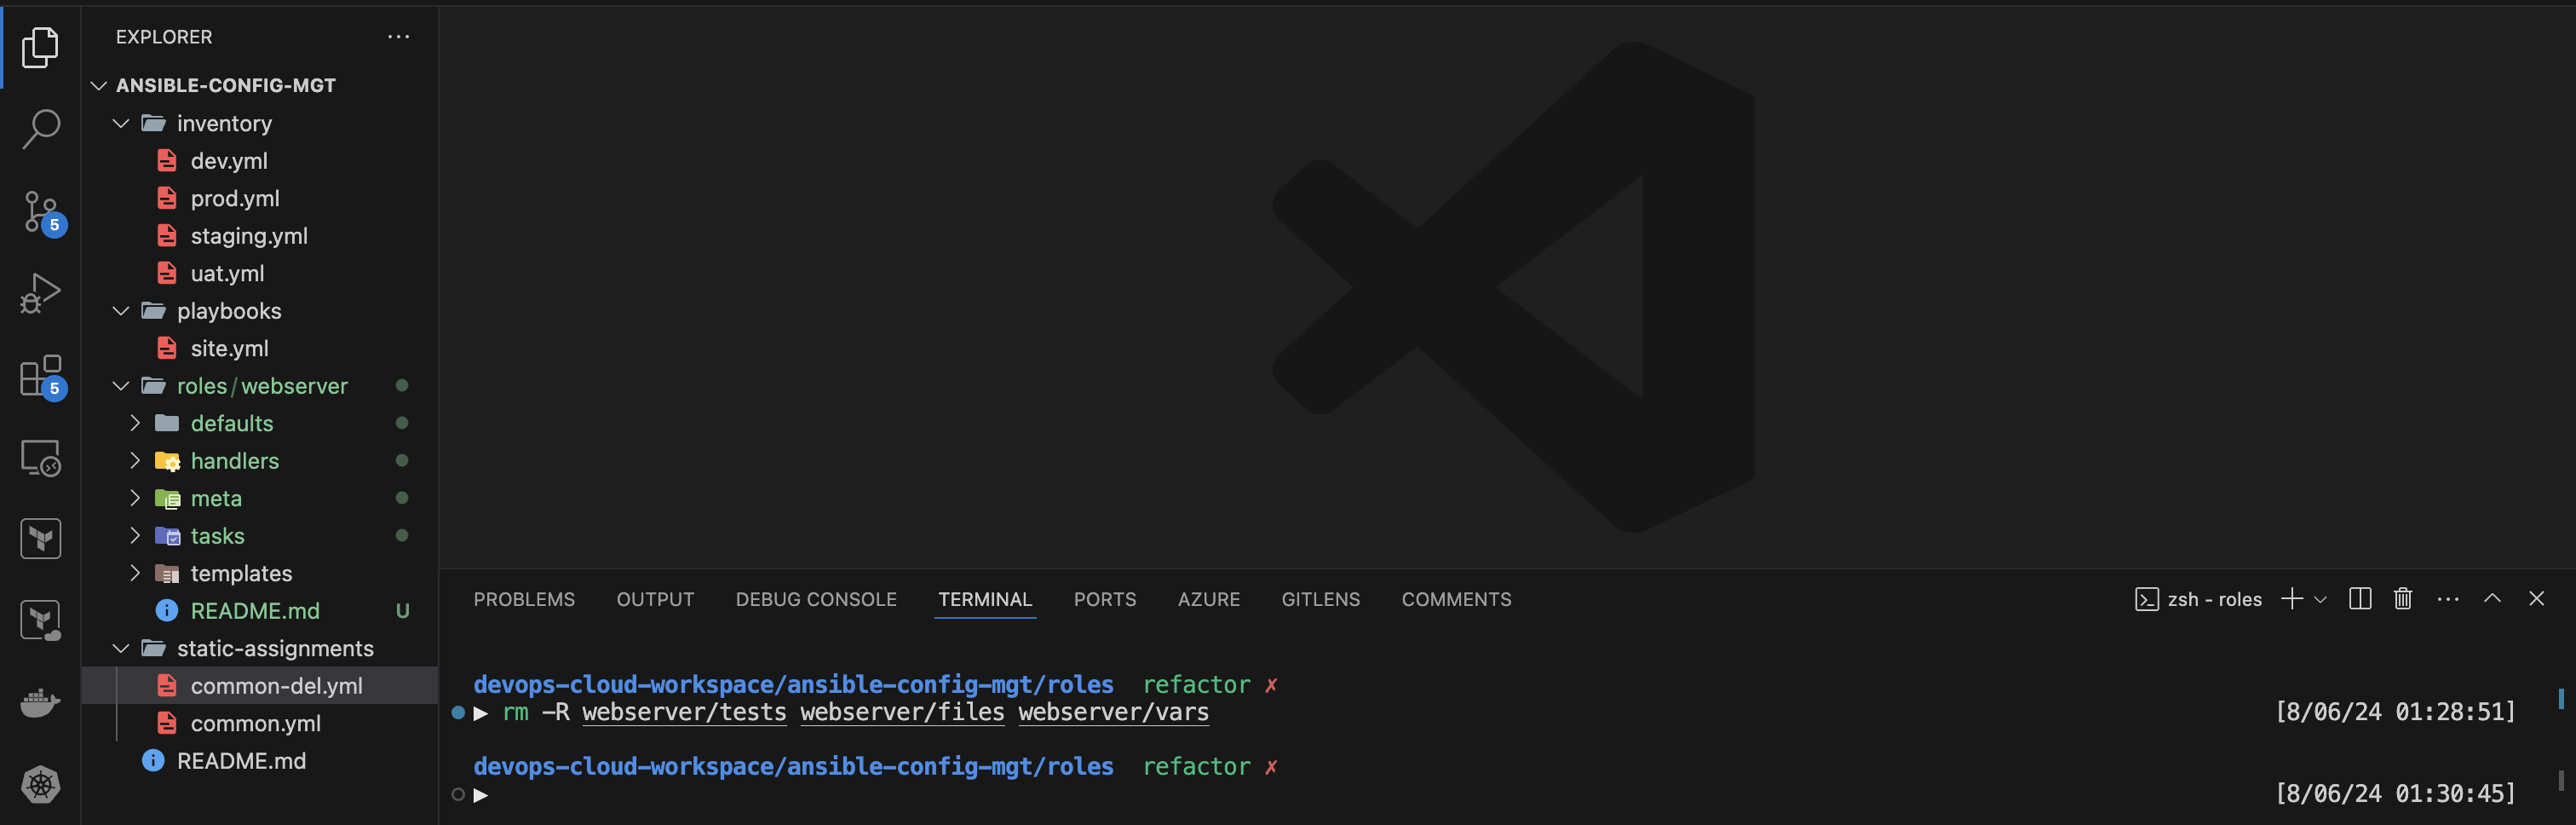 EXPLORER
ANSIBLE-CONFIG-MGT
inventory
dev.yml
prod.yml
staging.yml
5
uat.yml
playbooks
site.yml
5
roles/webserver
defaults
handlers
meta
tasks
templates
README.md U
static-assignments
common-del.yml
common.yml
README.md
PROBLEMS OUTPUT DEBUG CONSOLE TERMINAL PORTS AZURE GITLENS COMMENTS zsh - roles
devops-cloud-workspace/ansible-config-mgt/roles refactor ✗
▶ rm -R webserver/tests webserver/files webserver/vars [8/06/24 01:28:51]
devops-cloud-workspace/ansible-config-mgt/roles refactor ✗
▶ [8/06/24 01:30:45]